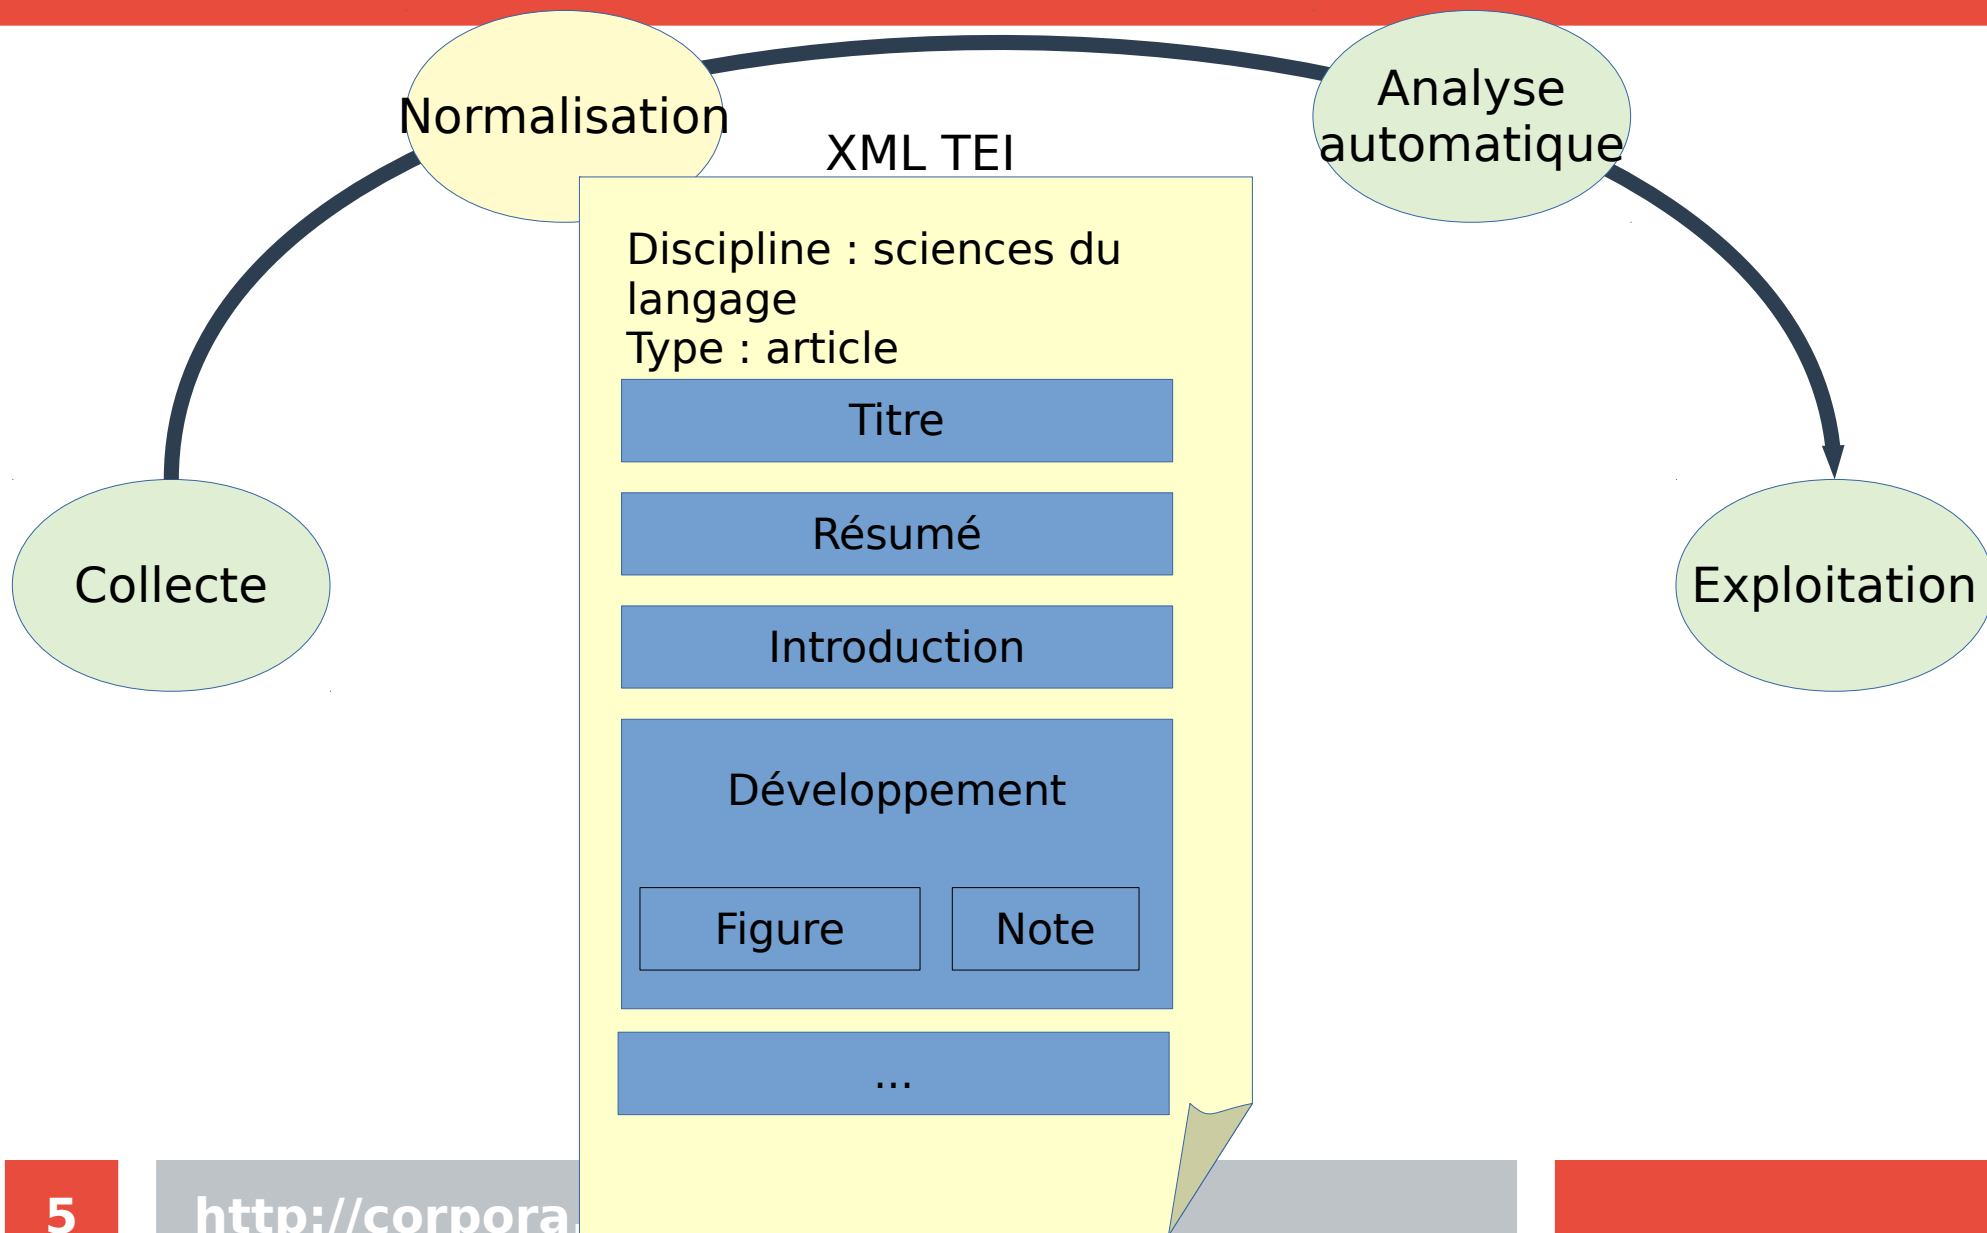 Normalisation
Analyse
automatique
XML TEI
Discipline : sciences du
langage
Type : article
Titre
Résumé
Collecte
Exploitation
Introduction
Développement
Figure
Note
...
5
http://corpora.